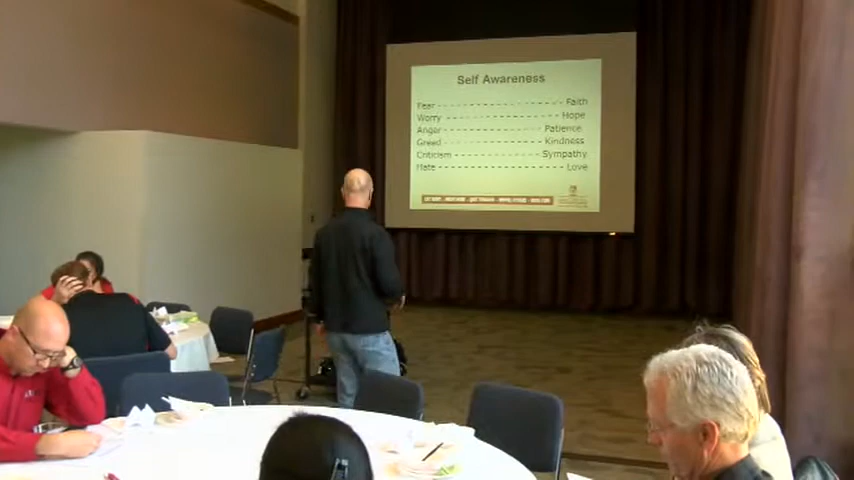 Self Awareness
Fear - - - - - - - - - - - - - - - - - - - - Faith
Worry - - - - - - - - - - - - - - - - - - - Hope
Anger - - - - - - - - - - - - - - - - Patience
Greed - - - - - - - - - - - - - - - - Kindness
Criticism - - - - - - - - - - - - - - Sympathy
Hate - - - - - - - - - - - - - - - - - - - - Love